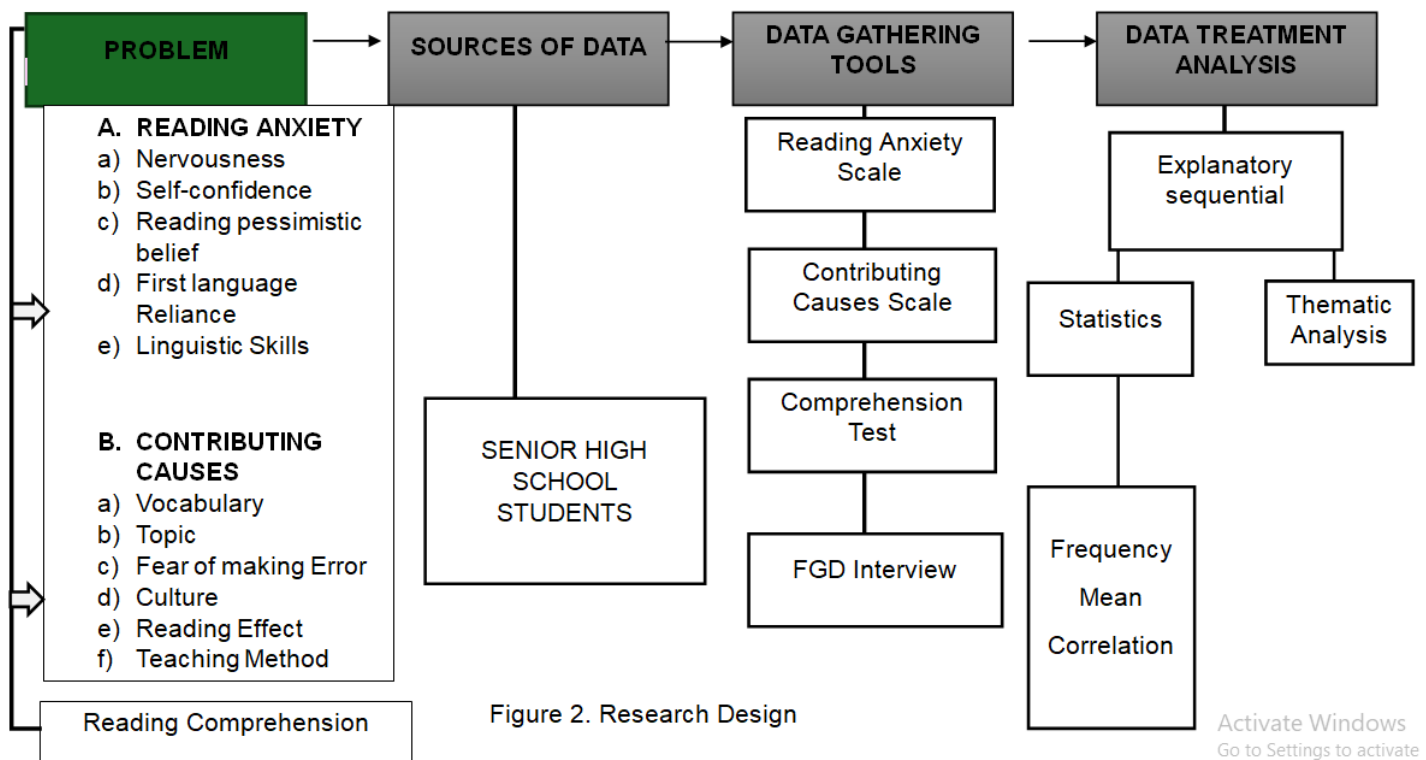 PROBLEM
SOURCES OF DATA
DATA GATHERING
TOOLS
DATA TREATMENT
ANALYSIS
A. READING ANXIETY
a) Nervousness
b) Self-confidence
c) Reading pessimistic
belief
d) First language
Reliance
e) Linguistic Skills
B. CONTRIBUTING
CAUSES
a) Vocabulary
b) Topic
c) Fear of making Error
d) Culture
e) Reading Effect
f) Teaching Method
Reading Comprehension
SENIOR HIGH
SCHOOL
STUDENTS
Reading Anxiety
Scale
Contributing
Causes Scale
Comprehension
Test
FGD Interview
Explanatory
sequential
Statistics
Thematic
Analysis
Frequency
Mean
Correlation
Figure 2. Research Design
Activate Windows
Go to Settings to activate